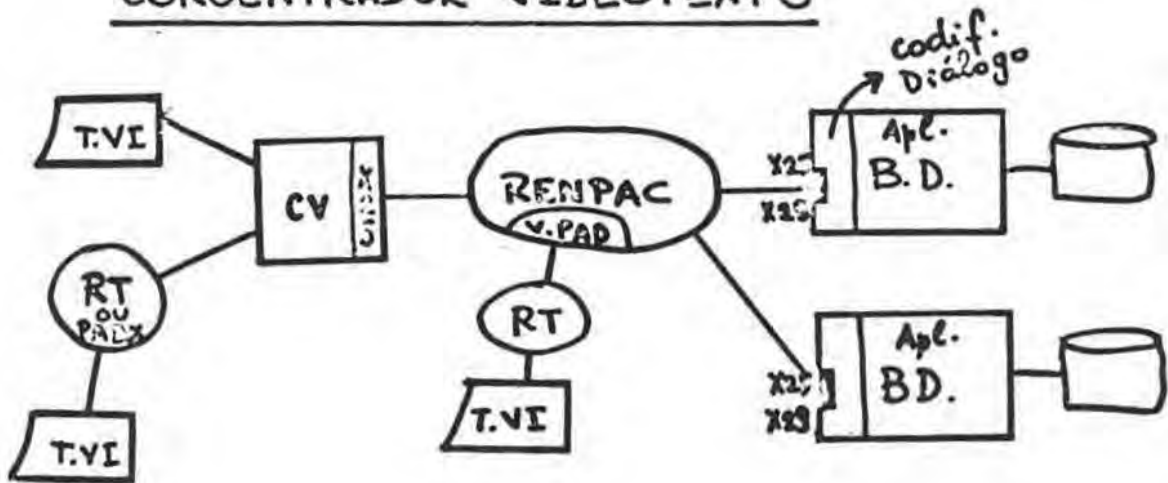 CONCENTRADOR VIDEOTEXTO
codif.
Diálogo
T.VI
CV
RENPAC
V.PAD
X25
Apl.
B.D.
RT
OU
PABX
RT
T.VI
T.VI
X25
X29
Apl.
BD.